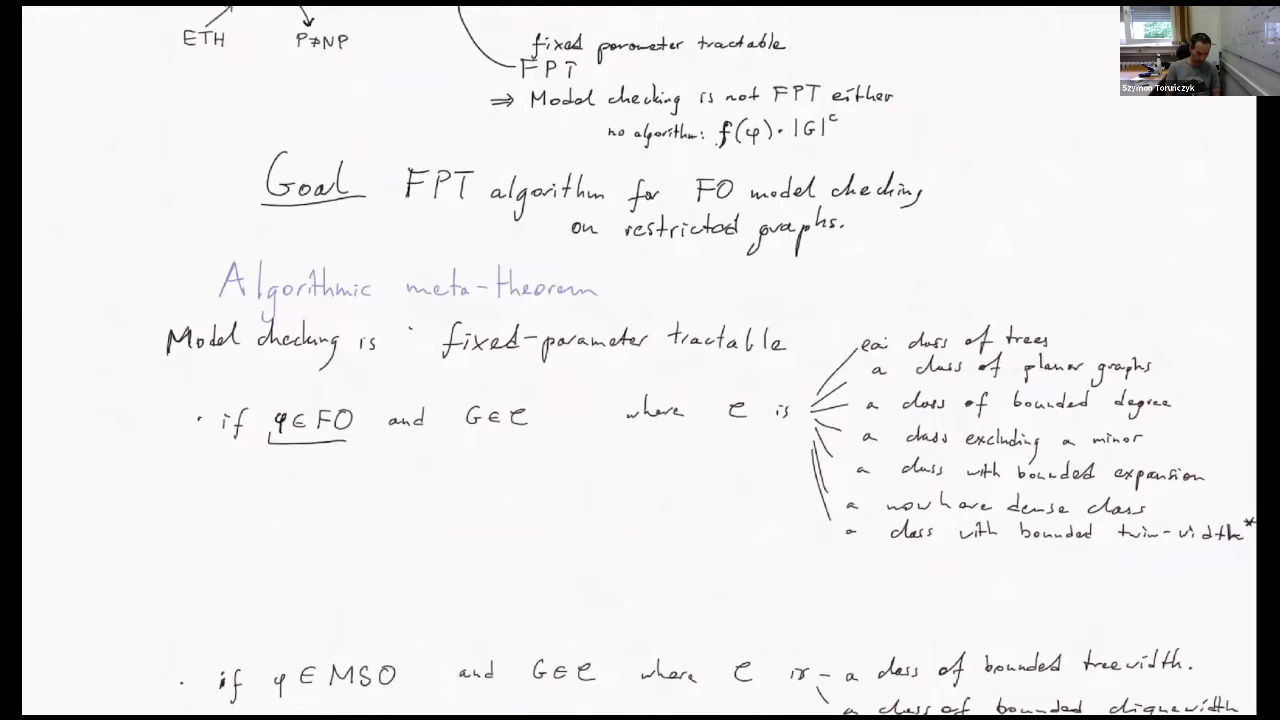 ETH P≠NP
fixed parameter tractable
FPT
⇒ Model checking is not FPT either
no algorithm: f(φ)·|G|^c
Goal FPT algorithm for FO model checking
on restricted graphs.
Algorithmic meta-theorem
Model checking is fixed-parameter tractable
· if φ∈FO and G∈C where C is
a class of trees
a class of planar graphs
a class of bounded degree
a class excluding a minor
a class with bounded expansion
a nowhere dense class
a class with bounded twin-width*
· if φ∈MSO and G∈C where C is - a class of bounded treewidth.
a class of bounded cliquewidth
Szymon Toruńczyk